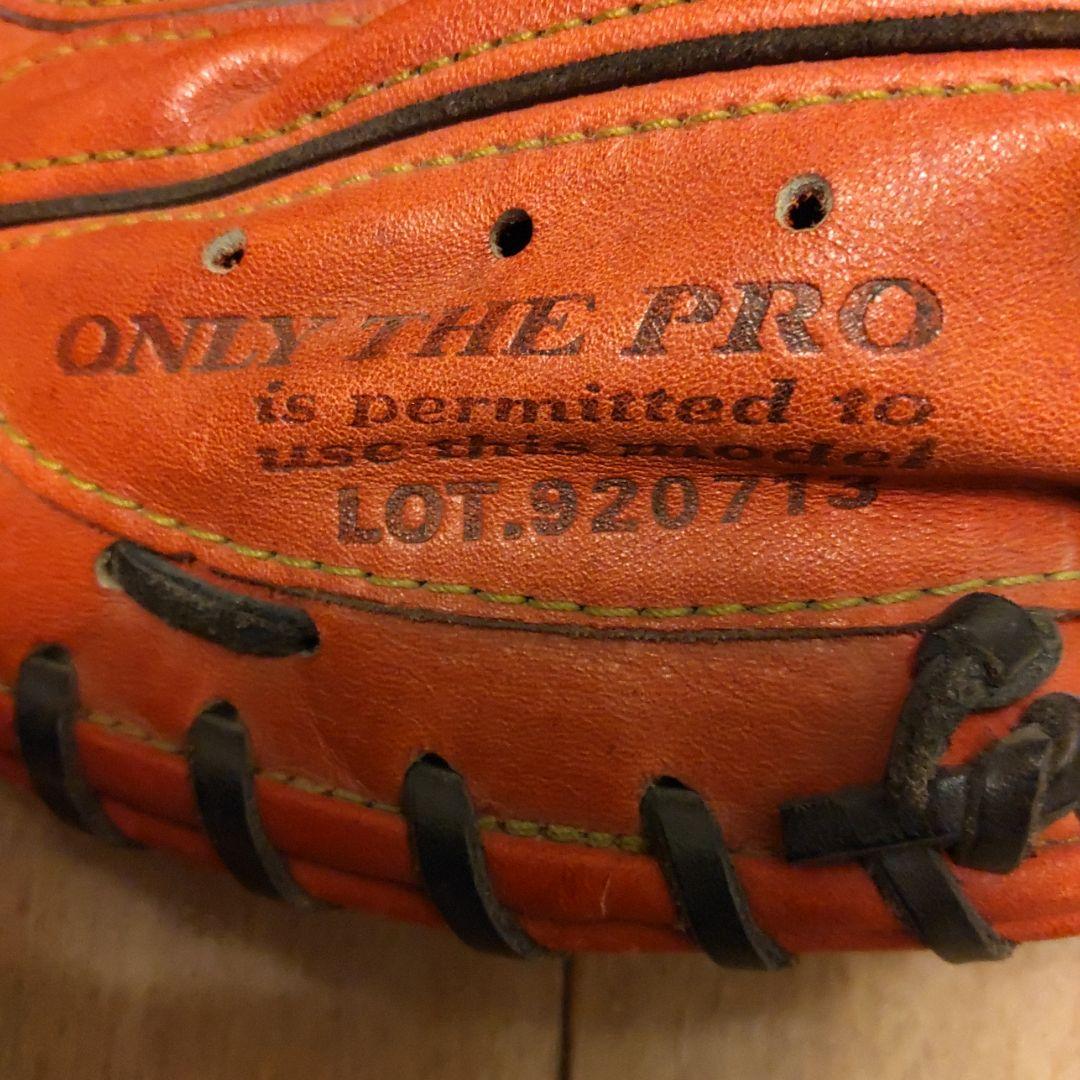 ONLY THE PRO
is permitted to
use this model
LOT.920713